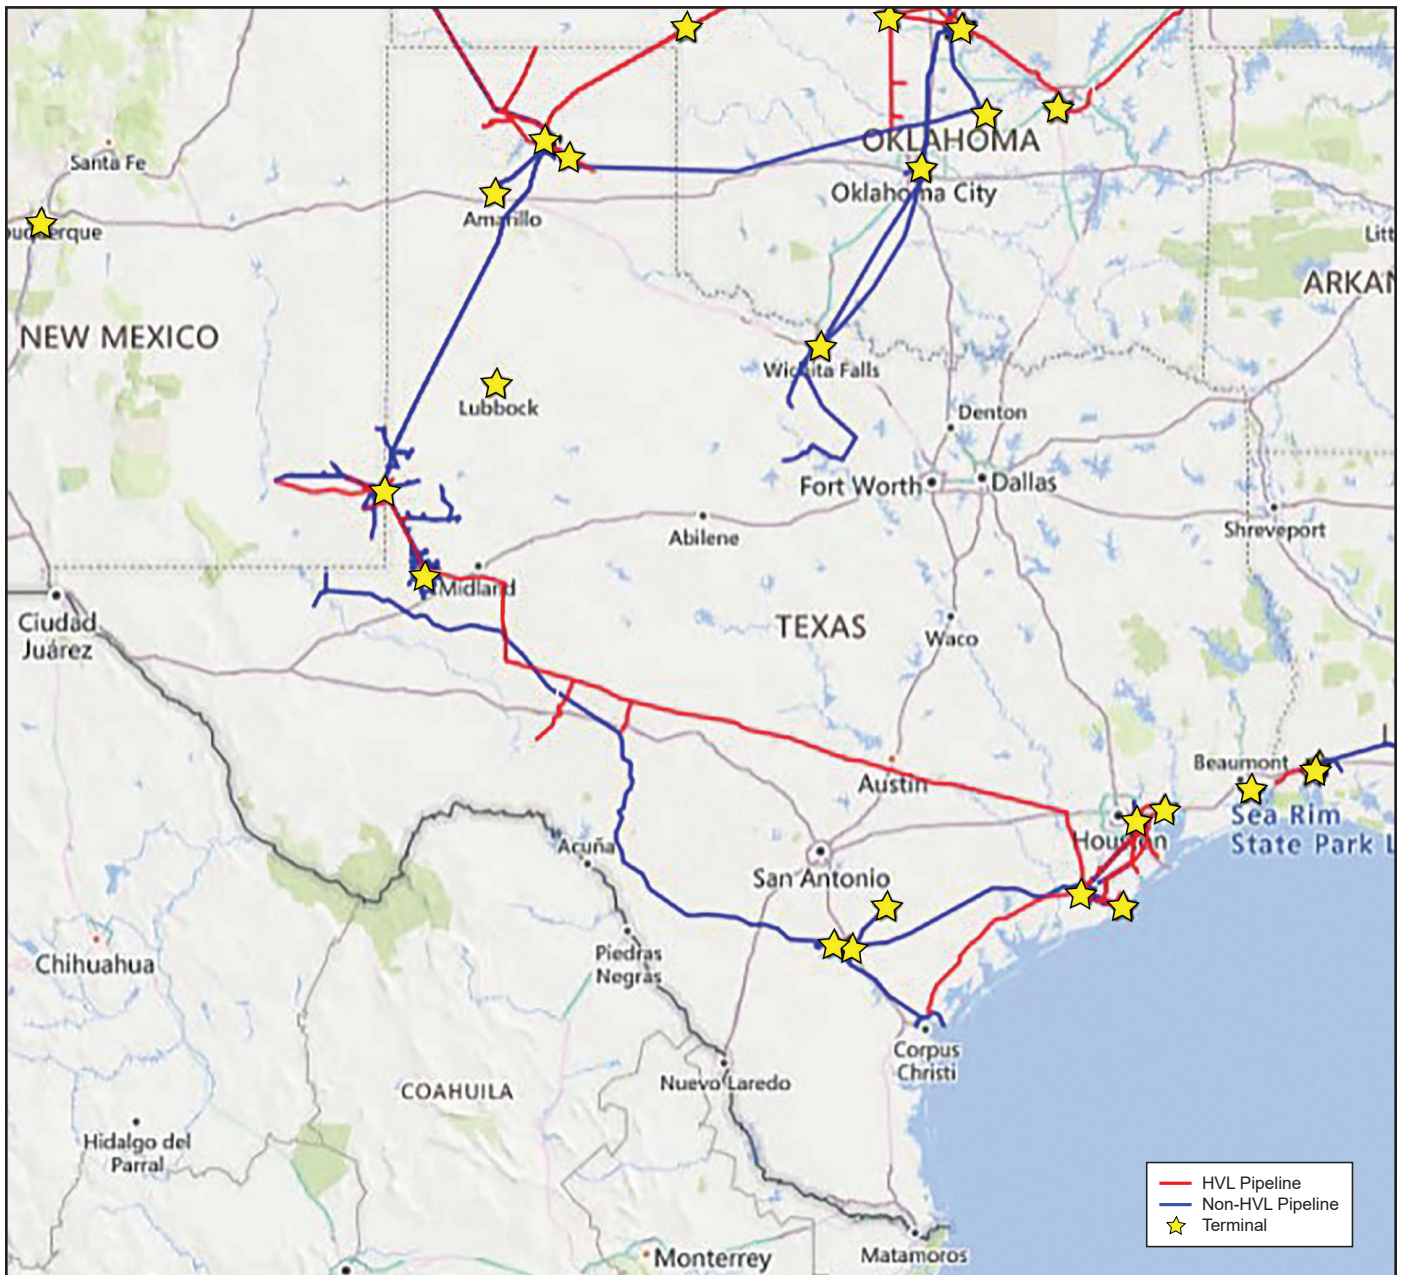 Santa Fe
OKLAHOMA
Oklahoma City
Amarillo
uquerque
Litt
ARKAN
NEW MEXICO
Wichita Falls
Lubbock
Denton
Fort Worth
Dallas
Shreveport
Abilene
Midland
Ciudad
Juárez
TEXAS
Waco
Beaumont
Austin
Sea Rim
State Park L
Houston
Acuña
San Antonio
Piedras
Negras
Chihuahua
Corpus
Christi
Nuevo Laredo
COAHUILA
Hidalgo del
Parral
HVL Pipeline
Non-HVL Pipeline
Terminal
Monterrey
Matamoros